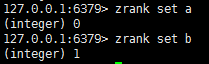 127.0.0.1:6379> zrank set a
(integer) 0
127.0.0.1:6379> zrank set b
(integer) 1